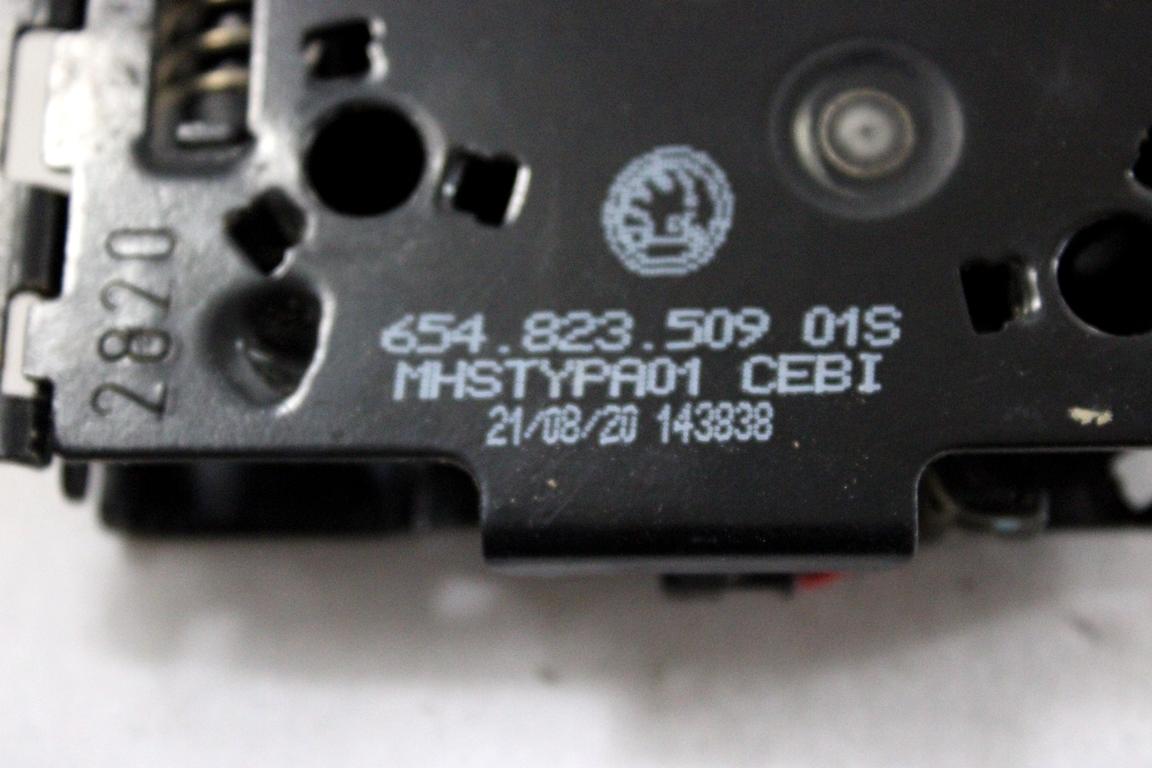 654.823.509 01S
MHSTYPA01 CEBI
21/08/20 143838
2820